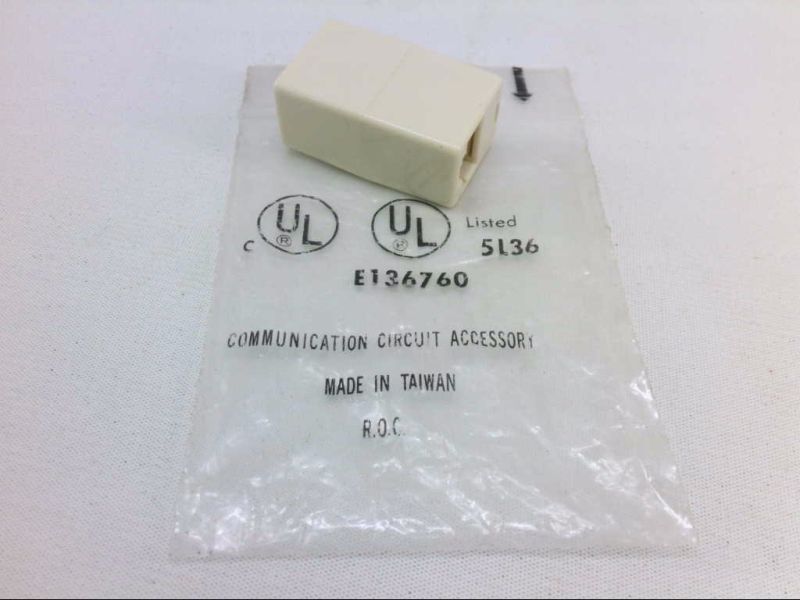 C UL ® UL ® Listed
5L36
E136760
COMMUNICATION CIRCUIT ACCESSORY
MADE IN TAIWAN
R.O.C.